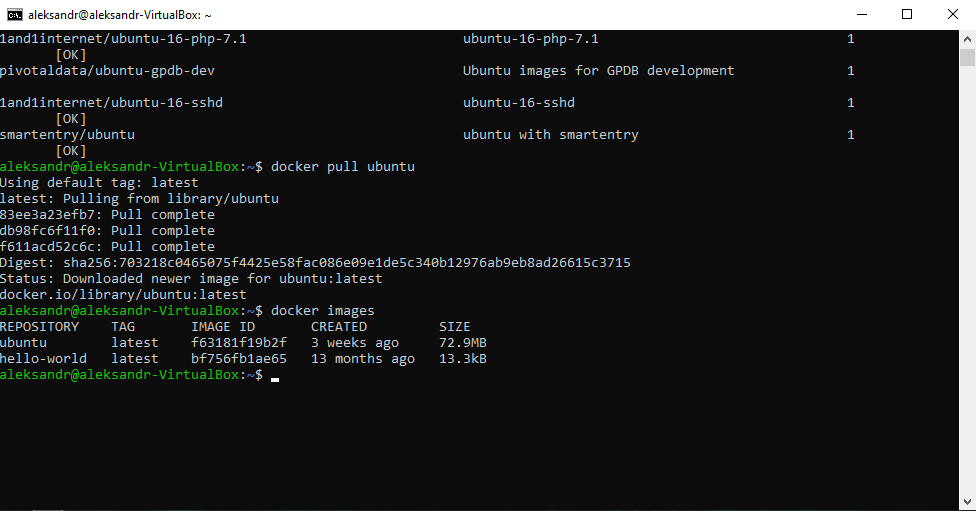 aleksandr@aleksandr-VirtualBox: ~
1and1internet/ubuntu-16-php-7.1 ubuntu-16-php-7.1 1
[OK]
pivotaldata/ubuntu-gpdb-dev Ubuntu images for GPDB development 1
1and1internet/ubuntu-16-sshd ubuntu-16-sshd 1
[OK]
smartentry/ubuntu ubuntu with smartentry 1
[OK]
aleksandr@aleksandr-VirtualBox:~$ docker pull ubuntu
Using default tag: latest
latest: Pulling from library/ubuntu
83ee3a23efb7: Pull complete
db98fc6f11f0: Pull complete
f611acd52c6c: Pull complete
Digest: sha256:703218c0465075f4425e58fac086e09e1de5c340b12976ab9eb8ad26615c3715
Status: Downloaded newer image for ubuntu:latest
docker.io/library/ubuntu:latest
aleksandr@aleksandr-VirtualBox:~$ docker images
REPOSITORY TAG IMAGE ID CREATED SIZE
ubuntu latest f63181f19b2f 3 weeks ago 72.9MB
hello-world latest bf756fb1ae65 13 months ago 13.3kB
aleksandr@aleksandr-VirtualBox:~$